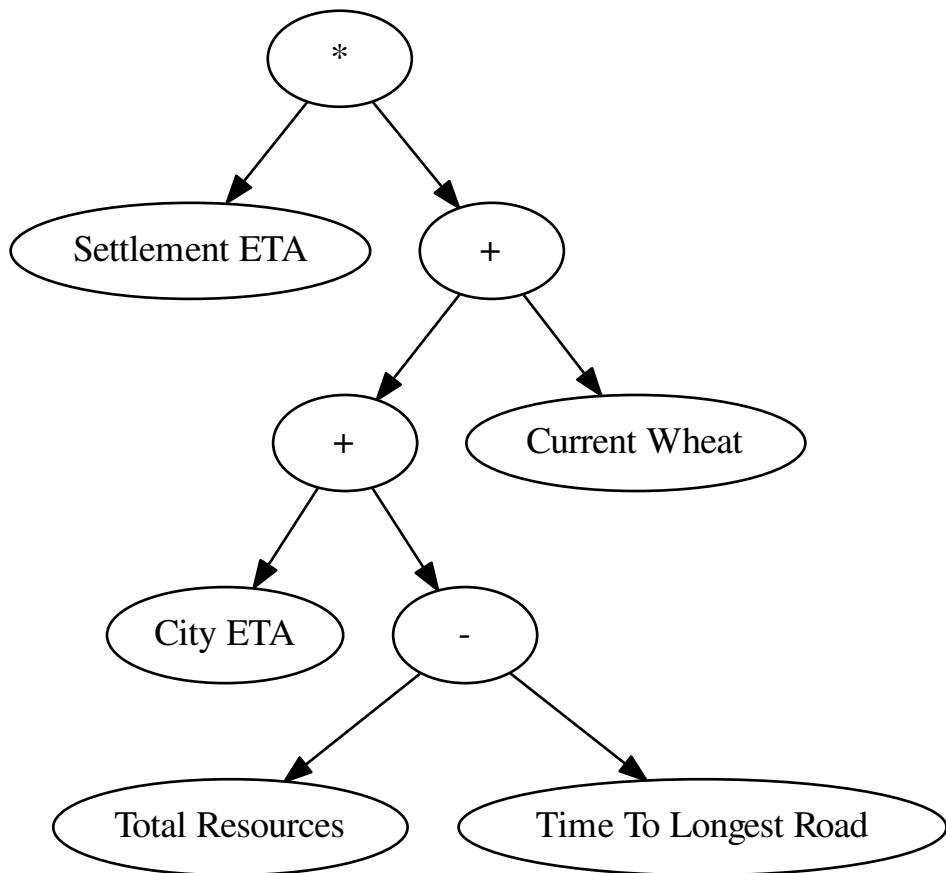 *
Settlement ETA
+
+
Current Wheat
City ETA
-
Total Resources
Time To Longest Road